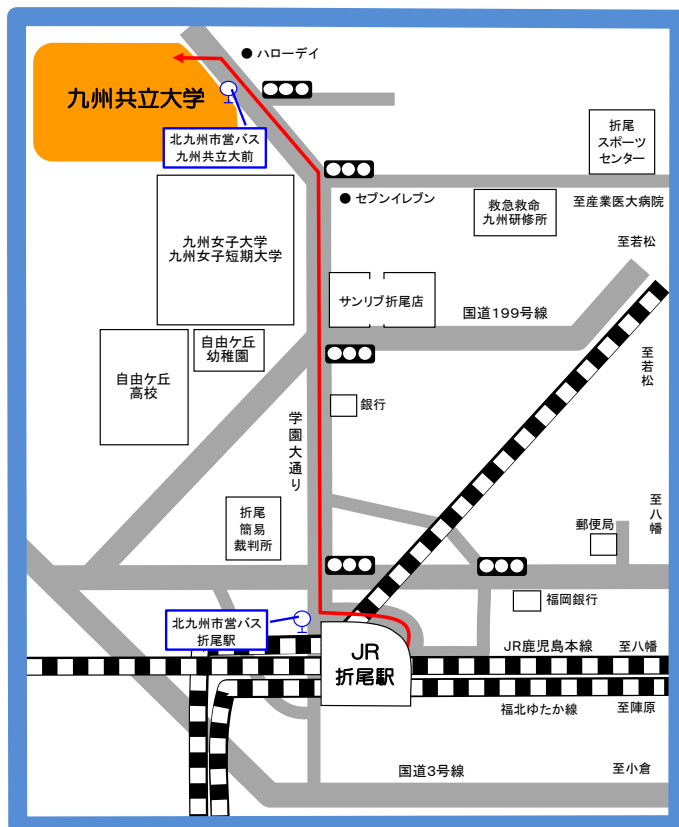 ハローデイ
九州共立大学
北九州市営バス
九州共立大前
折尾
スポーツ
センター
セブンイレブン
救急救命
九州研修所
至産業医大病院
九州女子大学
九州女子短期大学
至若松
サンリブ折尾店
国道199号線
自由ケ丘
幼稚園
自由ケ丘
高校
至若松
銀行
学園大通り
折尾
簡易
裁判所
至八幡
郵便局
福岡銀行
北九州市営バス
折尾駅
JR
折尾駅
JR鹿児島本線
至八幡
福北ゆたか線
至陣原
国道3号線
至小倉